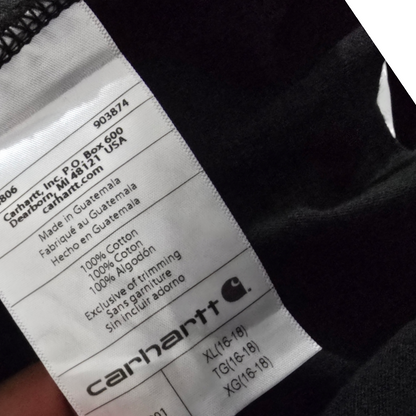 903874
806
Carhartt, Inc, P.O. Box 600
Dearborn, MI 48121 USA
carhartt.com
Made in Guatemala
Fabriqué au Guatemala
Hecho en Guatemala
100% Cotton
100% Coton
100% Algodón
Exclusive of trimming
Sans garniture
Sin incluir adorno
carhartt
XL(16-18)
TG(16-18)
XG(16-18)